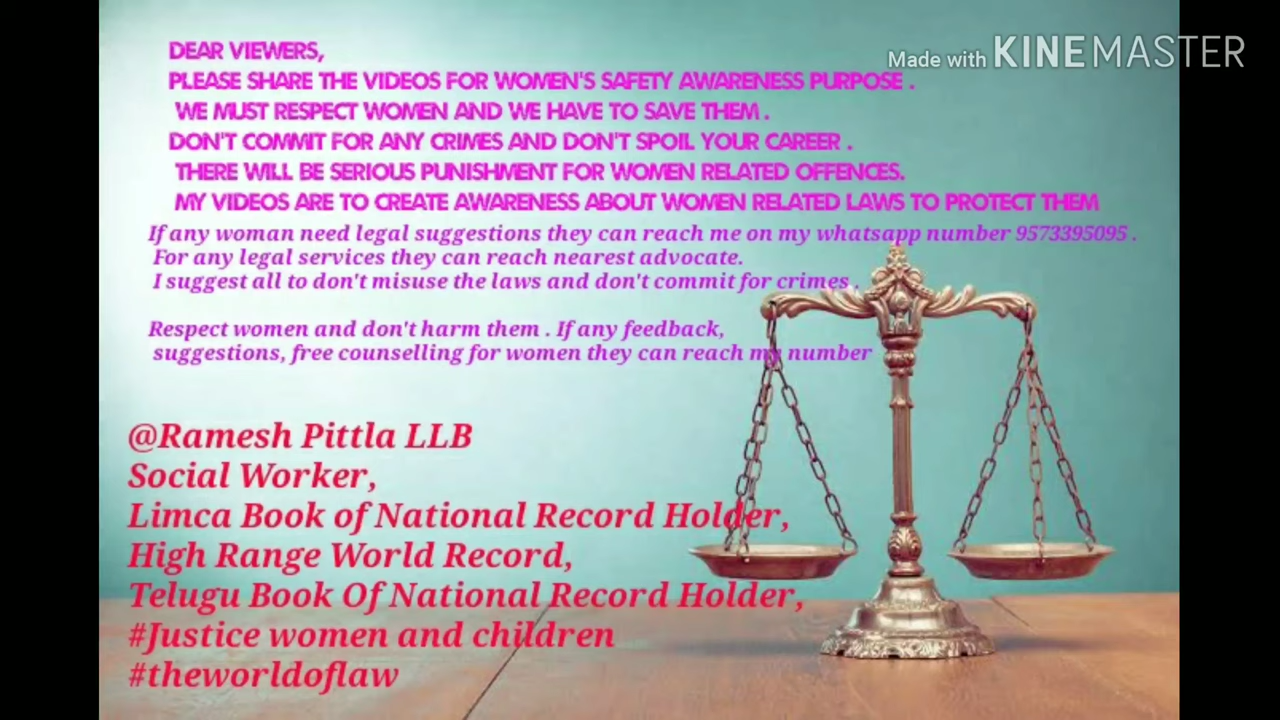 Made with KINEMASTER
DEAR VIEWERS,
PLEASE SHARE THE VIDEOS FOR WOMEN'S SAFETY AWARENESS PURPOSE .
WE MUST RESPECT WOMEN AND WE HAVE TO SAVE THEM .
DON'T COMMIT FOR ANY CRIMES AND DON'T SPOIL YOUR CAREER .
THERE WILL BE SERIOUS PUNISHMENT FOR WOMEN RELATED OFFENCES.
MY VIDEOS ARE TO CREATE AWARENESS ABOUT WOMEN RELATED LAWS TO PROTECT THEM
If any woman need legal suggestions they can reach me on my whatsapp number 9573395095 .
For any legal services they can reach nearest advocate.
I suggest all to don't misuse the laws and don't commit for crimes .
Respect women and don't harm them . If any feedback,
suggestions, free counselling for women they can reach my number
@Ramesh Pittla LLB
Social Worker,
Limca Book of National Record Holder,
High Range World Record,
Telugu Book Of National Record Holder,
#Justice women and children
#theworldoflaw